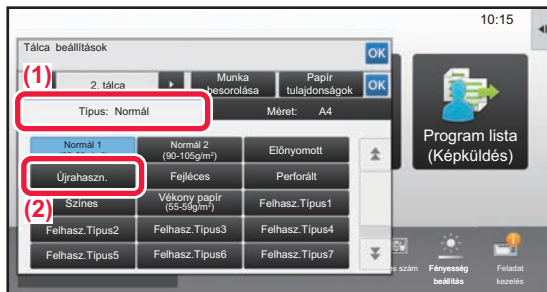 10:15
Tálca beállítások
OK
(1)
2. tálca
Munka
besorolása
Papír
tulajdonságok
OK
Típus: Normál
Méret: A4
Normál 1
Normál 2
(90-105g/m²)
Előnyomott
Újrahaszn.
Fejléces
Perforált
(2)
Színes
Vékony papír
(55-59g/m²)
Felhasz.Típus1
Felhasz.Típus2
Felhasz.Típus3
Felhasz.Típus4
Felhasz.Típus5
Felhasz.Típus6
Felhasz.Típus7
Program lista
(Képküldés)
szám
Fényesség
beállítás
Feladat
kezelés